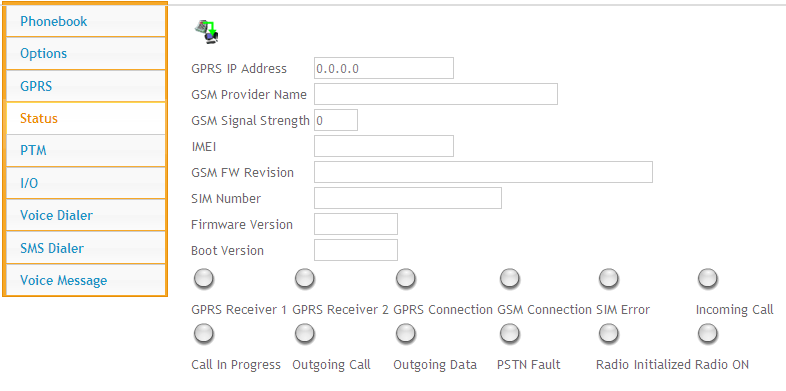 Phonebook
Options
GPRS
Status
PTM
I/O
Voice Dialer
SMS Dialer
Voice Message
GPRS IP Address 0.0.0.0
GSM Provider Name
GSM Signal Strength 0
IMEI
GSM FW Revision
SIM Number
Firmware Version
Boot Version
GPRS Receiver 1 GPRS Receiver 2 GPRS Connection GSM Connection SIM Error Incoming Call
Call In Progress Outgoing Call Outgoing Data PSTN Fault Radio Initialized Radio ON